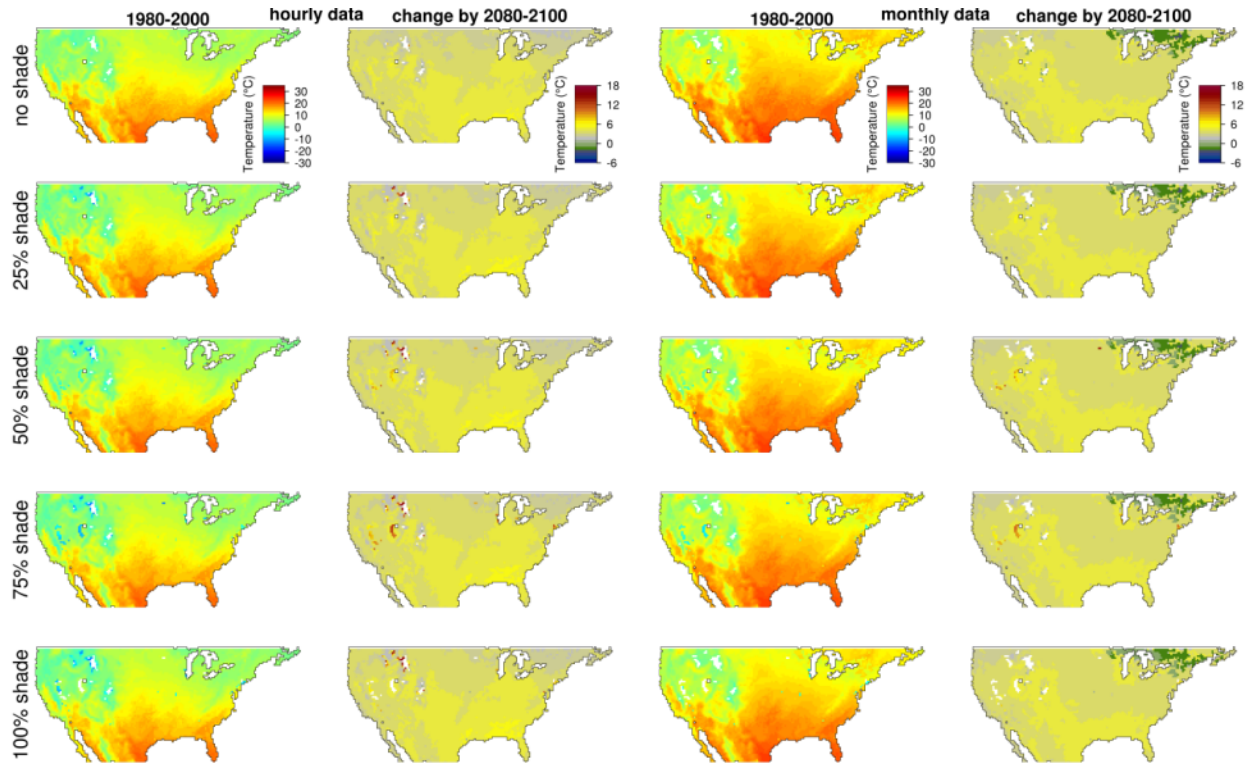 1980-2000 hourly data change by 2080-2100 1980-2000 monthly data change by 2080-2100
no shade
Temperature (°C)
30
20
10
0
-10
-20
-30
Temperature (°C)
18
12
6
0
-6
Temperature (°C)
30
20
10
0
-10
-20
-30
Temperature (°C)
18
12
6
0
-6
25% shade
50% shade
75% shade
100% shade